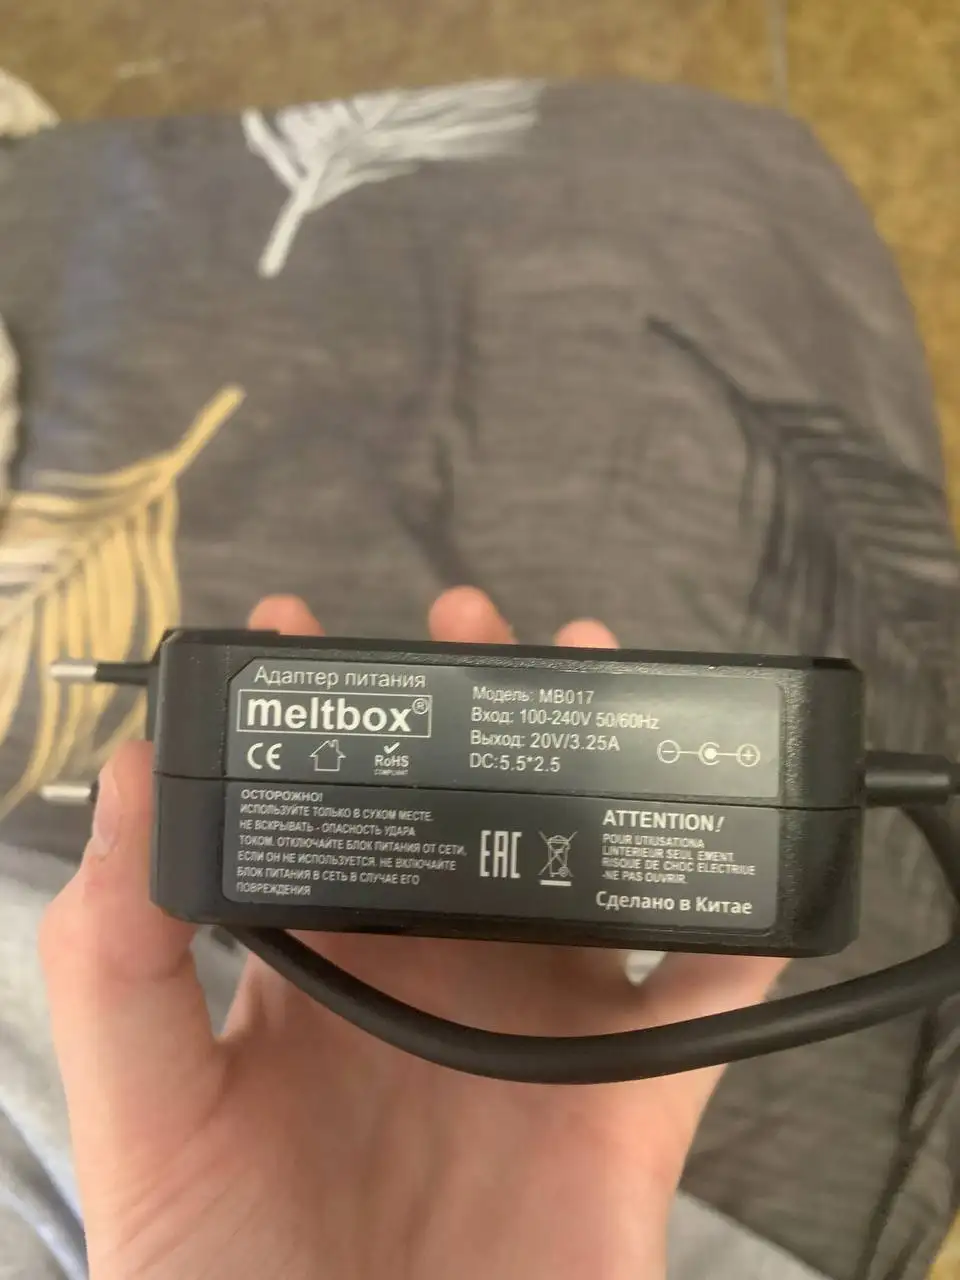 Адаптер питания
meltbox®
CE
RoHS
COMPLIANT
Модель: MB017
Вход: 100-240V 50/60Hz
Выход: 20V/3.25A
DC:5.5*2.5
ОСТОРОЖНО!
ИСПОЛЬЗУЙТЕ ТОЛЬКО В СУХОМ МЕСТЕ.
НЕ ВСКРЫВАТЬ - ОПАСНОСТЬ УДАРА
ТОКОМ. ОТКЛЮЧАЙТЕ БЛОК ПИТАНИЯ ОТ СЕТИ,
ЕСЛИ ОН НЕ ИСПОЛЬЗУЕТСЯ. НЕ ВКЛЮЧАЙТЕ
БЛОК ПИТАНИЯ В СЕТЬ В СЛУЧАЕ ЕГО
ПОВРЕЖДЕНИЯ
EAC
ATTENTION!
POUR UTIUSATIONA
LINTERIEUR SEUL EMENT.
RISOUE DE CHOC ELECTRIUE
-NE PAS OUVRIR.
Сделано в Китае